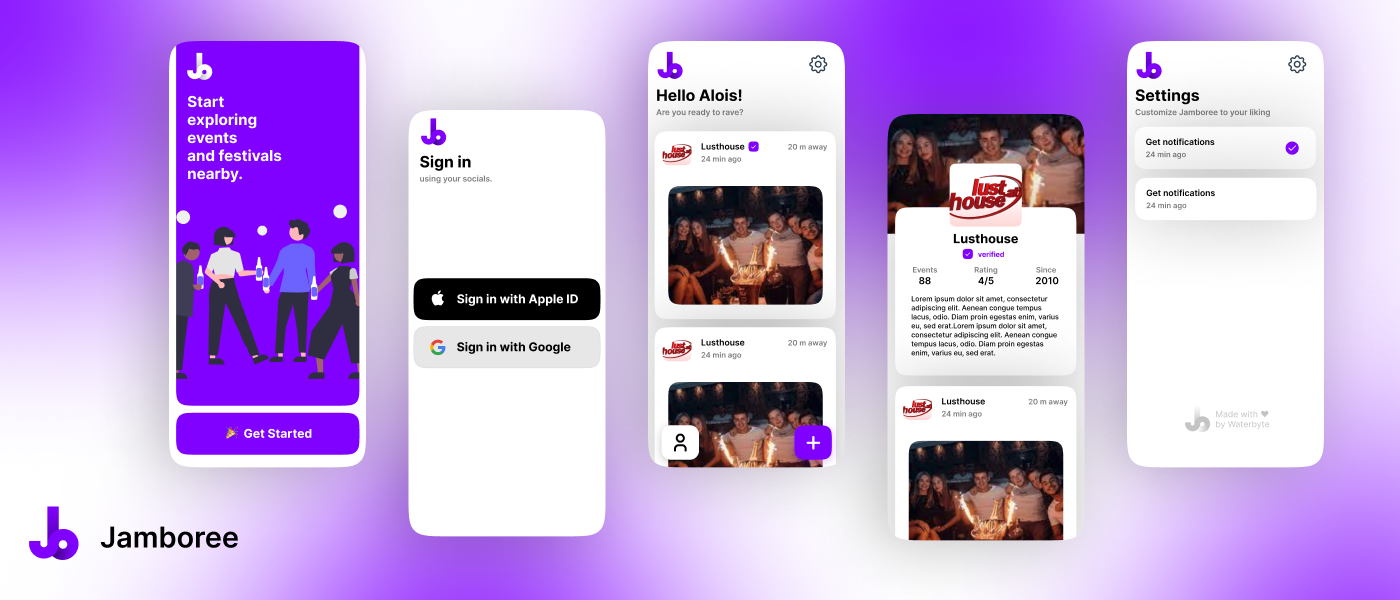 Start
exploring
events
and festivals
nearby.
🎉 Get Started
Sign in
using your socials.
Sign in with Apple ID
Sign in with Google
Hello Alois!
Are you ready to rave?
lust
house
Lusthouse
20 m away
24 min ago
lust
house
Lusthouse
20 m away
24 min ago
lust
house
Lusthouse
verified
Events
Rating
Since
88
4/5
2010
Lorem ipsum dolor sit amet, consectetur
adipiscing elit. Aenean congue tempus
lacus, odio. Diam proin egestas enim, varius
eu, sed erat.Lorem ipsum dolor sit amet,
consectetur adipiscing elit. Aenean congue
tempus lacus, odio. Diam proin egestas
enim, varius eu, sed erat.
lust
house
Lusthouse
20 m away
24 min ago
Settings
Customize Jamboree to your liking
Get notifications
24 min ago
Get notifications
24 min ago
Made with ♥
by Waterbyte
Jamboree